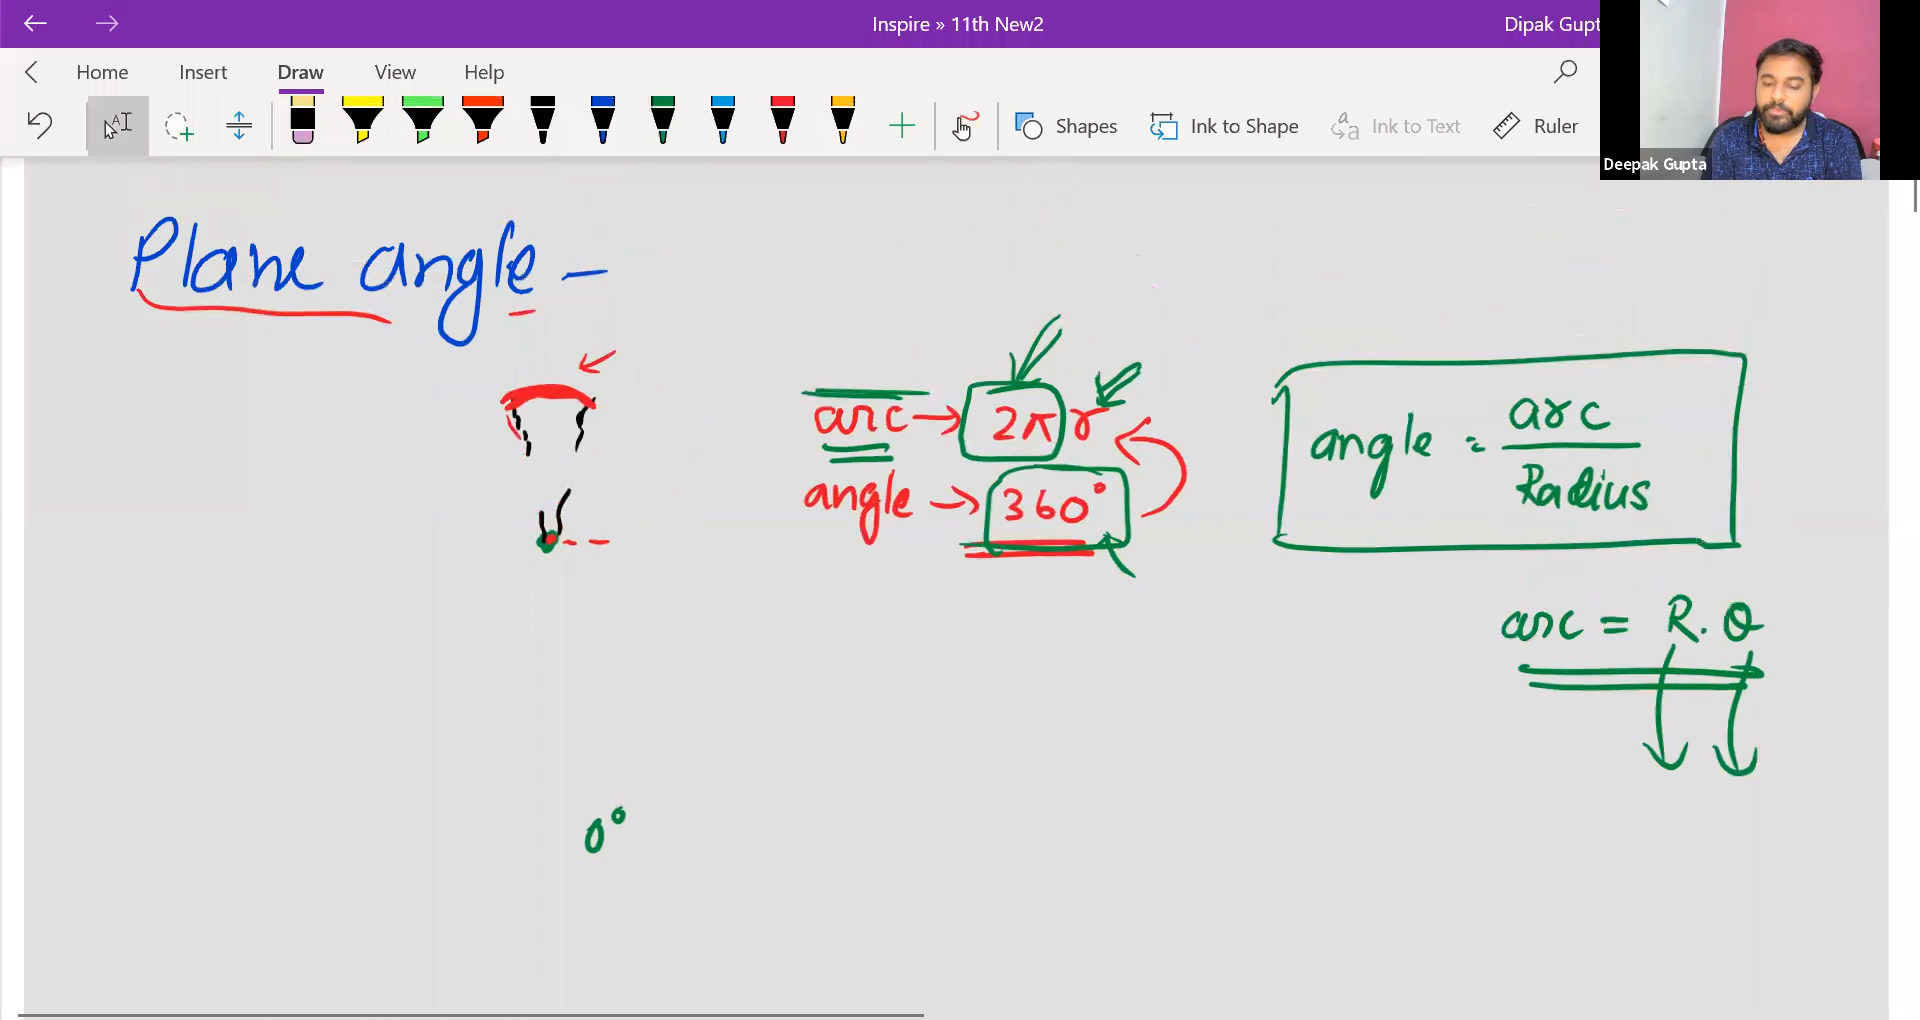 Inspire » 11th New2
Dipak Gupt
Home Insert Draw View Help
Shapes Ink to Shape Ink to Text Ruler
Deepak Gupta
Plane angle –
arc → 2π r
angle → 360°
angle = arc / Radius
arc = R. θ
0°